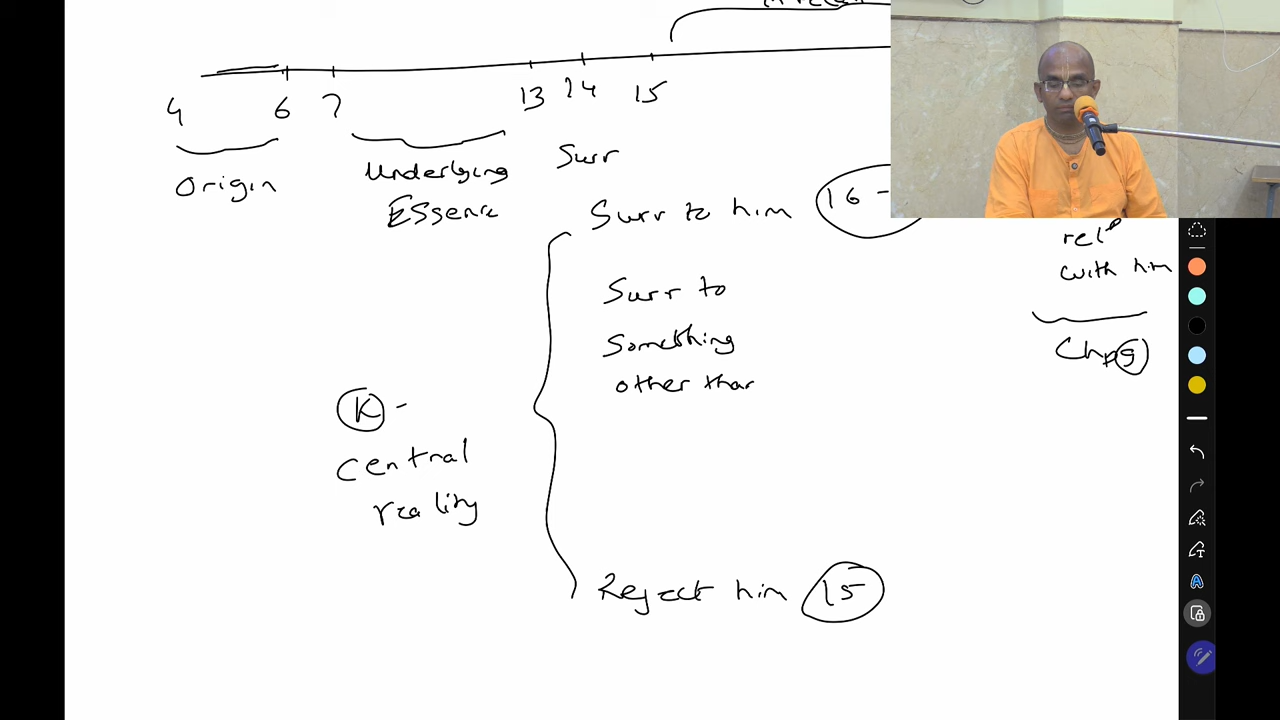 4 6 7 13 14 15
Origin
Underlying
Essence
Surr
Surr to him 16 -
rel
with him
Chp 9
Surr to
Something
other than
K -
Central
reality
Reject him 15